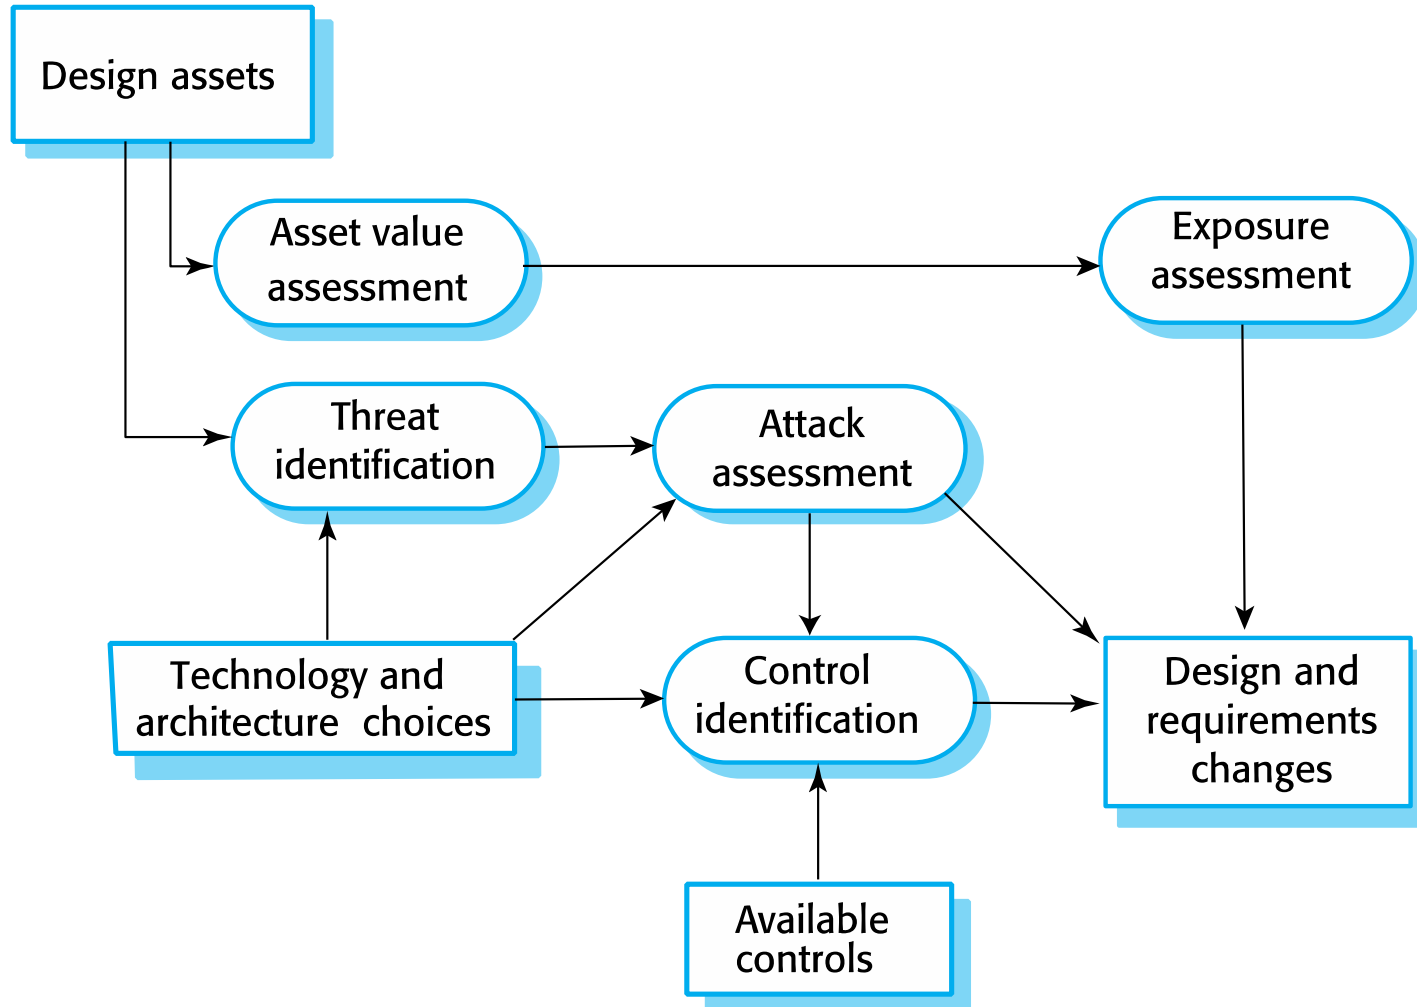 Design assets
Asset value
assessment
Exposure
assessment
Threat
identification
Attack
assessment
Technology and
architecture choices
Control
identification
Design and
requirements
changes
Available
controls